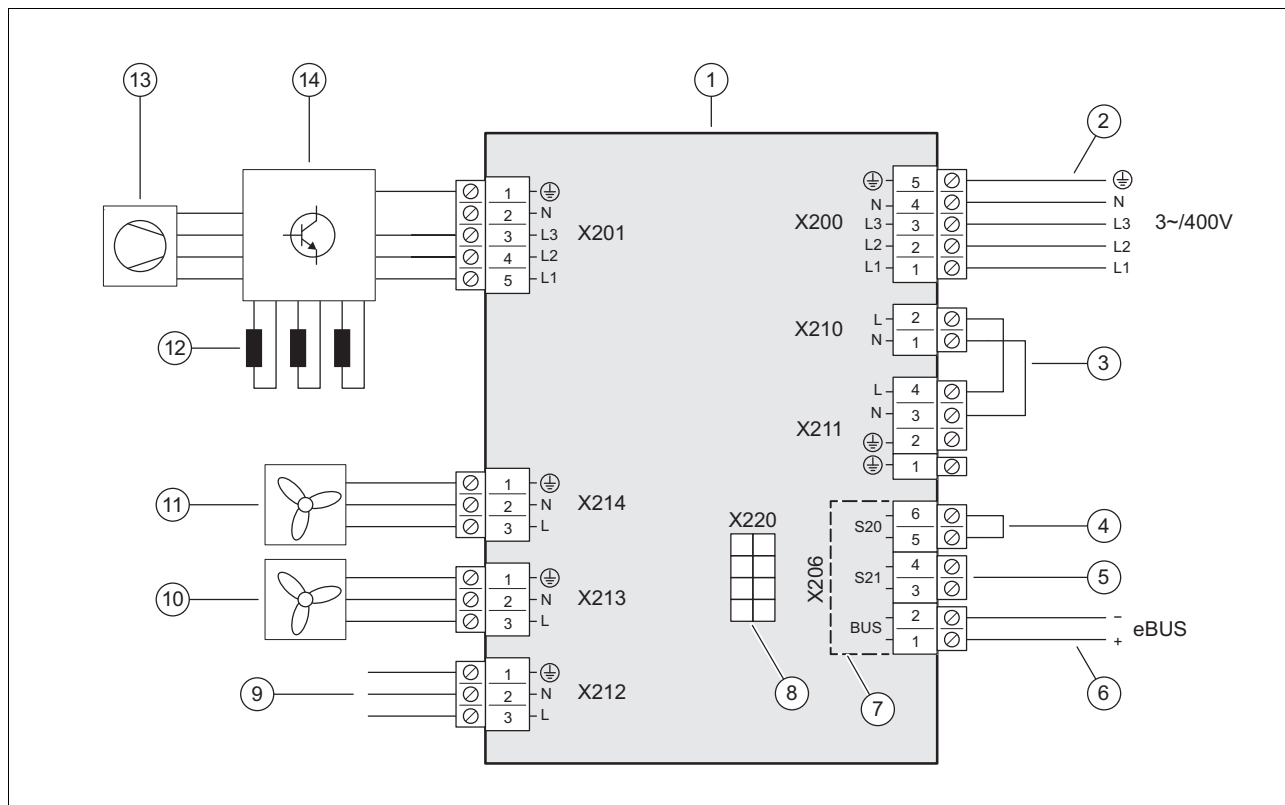 13
14
1
2
X201
1
2 N
3 L3
4 L2
5 L1
X200
5
N 4 N
L3 3 L3
L2 2 L2
L1 1 L1
3~/400V
X210
L 2
N 1
3
12
X211
L 4
N 3
2
1
11
1
2 N
3 L
X214
X220
X206
S20
6
5
4
S21
4
3
5
BUS
2 −
1 +
eBUS
6
10
1
2 N
3 L
X213
9
1
2 N
3 L
X212
8
7